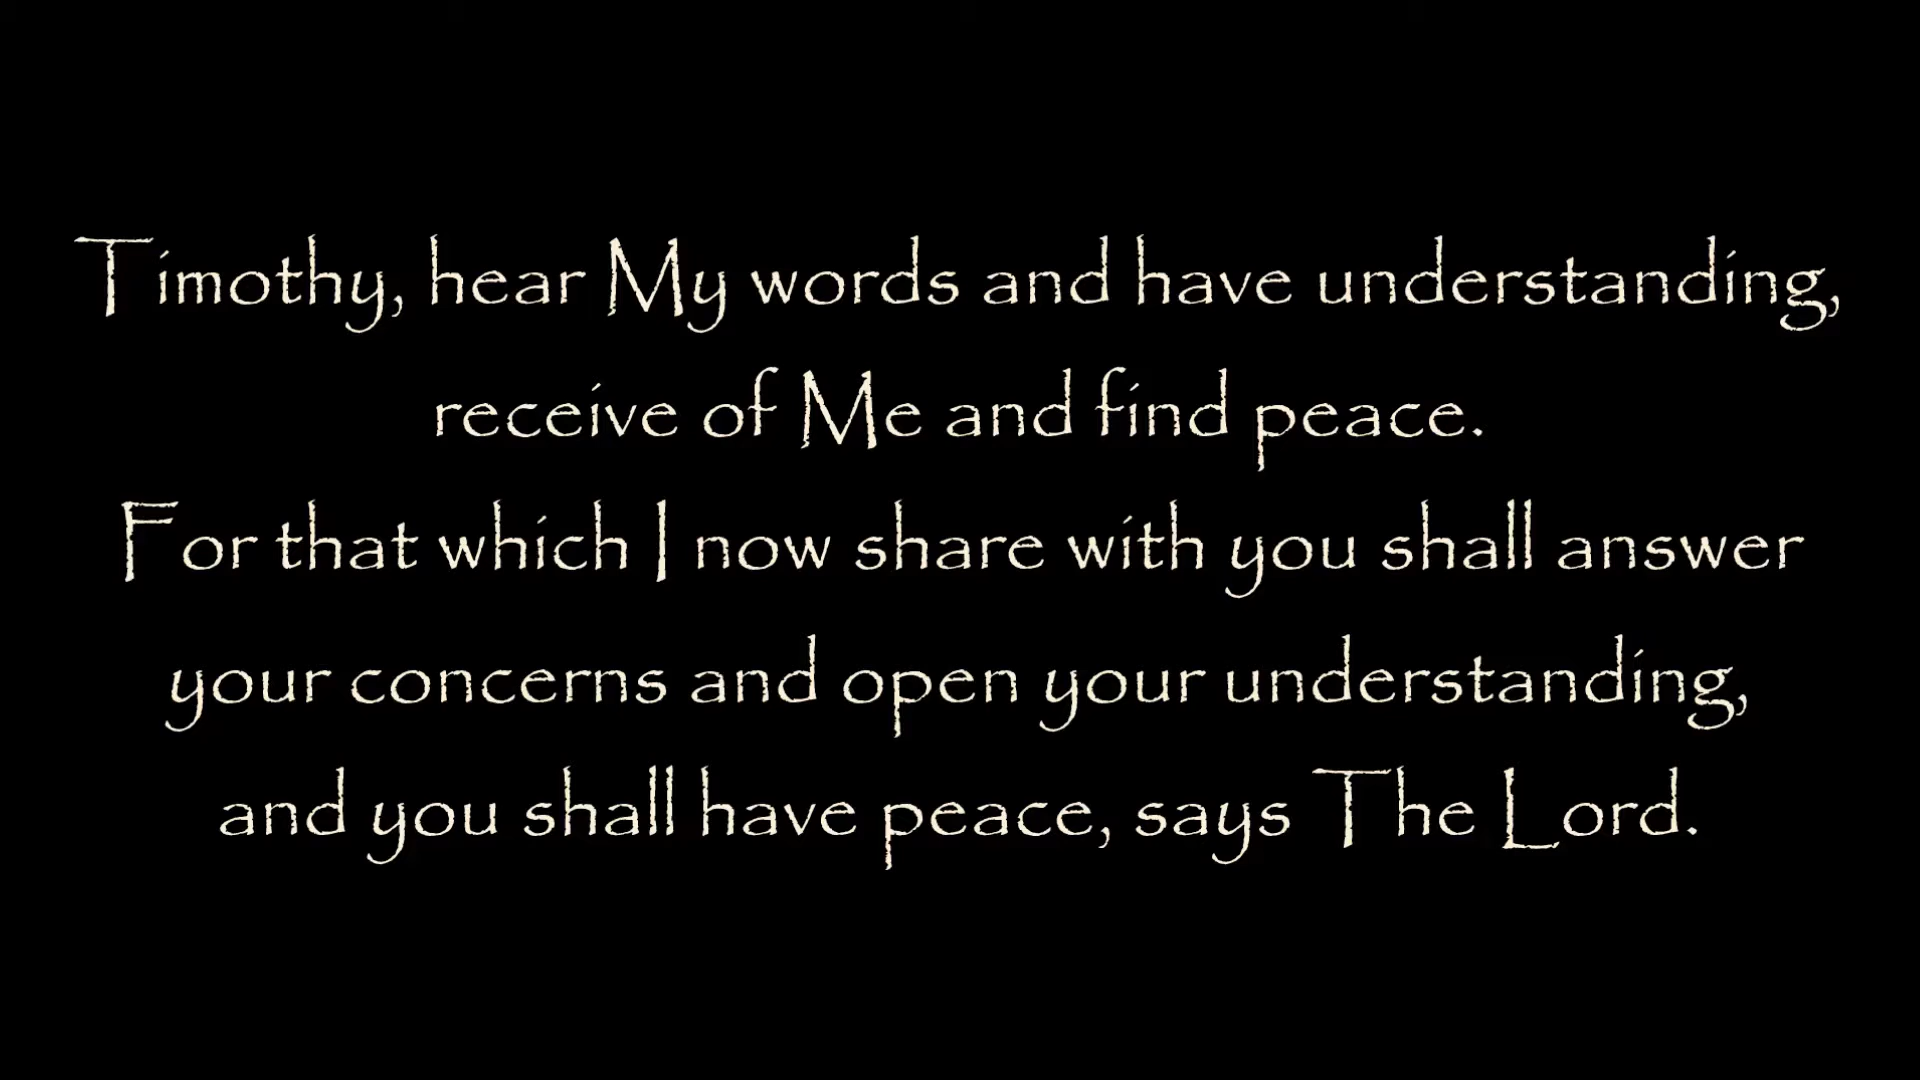 Timothy, hear My words and have understanding,
receive of Me and find peace.
For that which I now share with you shall answer
your concerns and open your understanding,
and you shall have peace, says The Lord.